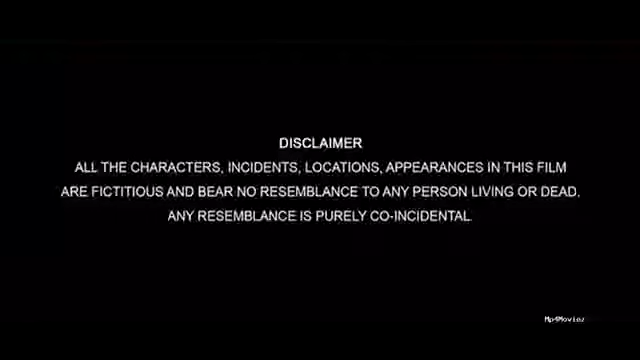 DISCLAIMER
ALL THE CHARACTERS, INCIDENTS, LOCATIONS, APPEARANCES IN THIS FILM
ARE FICTITIOUS AND BEAR NO RESEMBLANCE TO ANY PERSON LIVING OR DEAD.
ANY RESEMBLANCE IS PURELY CO-INCIDENTAL.
Mp4Moviez